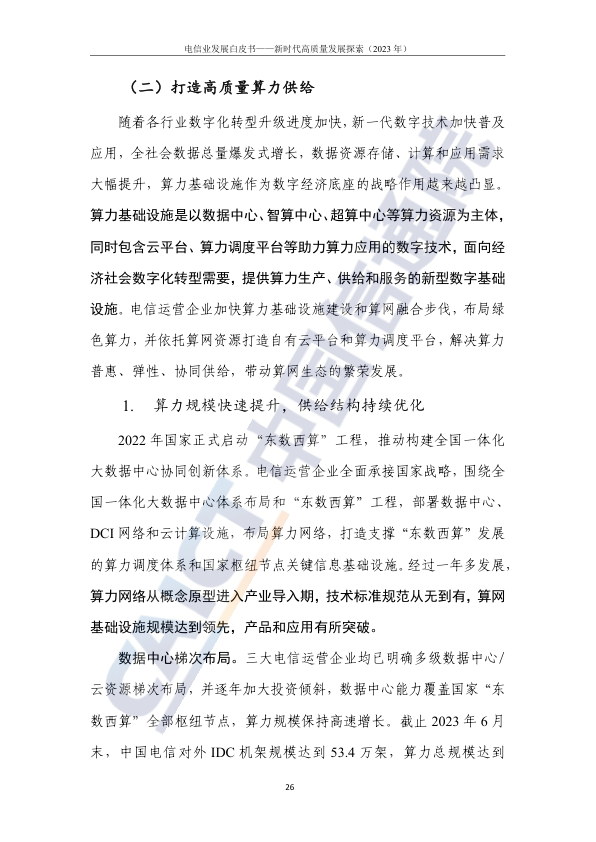 电信业发展白皮书——新时代高质量发展探索（2023 年）
（二）打造高质量算力供给
随着各行业数字化转型升级进度加快，新一代数字技术加快普及
应用，全社会数据总量爆发式增长，数据资源存储、计算和应用需求
大幅提升，算力基础设施作为数字经济底座的战略作用越来越凸显。
算力基础设施是以数据中心、智算中心、超算中心等算力资源为主体，
同时包含云平台、算力调度平台等助力算力应用的数字技术，面向经
济社会数字化转型需要，提供算力生产、供给和服务的新型数字基础
设施。电信运营企业加快算力基础设施建设和算网融合步伐，布局绿
色算力，并依托算网资源打造自有云平台和算力调度平台，解决算力
普惠、弹性、协同供给，带动算网生态的繁荣发展。
1. 算力规模快速提升，供给结构持续优化
2022 年国家正式启动“东数西算”工程，推动构建全国一体化
大数据中心协同创新体系。电信运营企业全面承接国家战略，围绕全
国一体化大数据中心体系布局和“东数西算”工程，部署数据中心、
DCI 网络和云计算设施，布局算力网络，打造支撑“东数西算”发展
的算力调度体系和国家枢纽节点关键信息基础设施。经过一年多发展，
算力网络从概念原型进入产业导入期，技术标准规范从无到有，算网
基础设施规模达到领先，产品和应用有所突破。
数据中心梯次布局。三大电信运营企业均已明确多级数据中心/
云资源梯次布局，并逐年加大投资倾斜，数据中心能力覆盖国家“东
数西算”全部枢纽节点，算力规模保持高速增长。截止 2023 年 6 月
末，中国电信对外 IDC 机架规模达到 53.4 万架，算力总规模达到
26
CAICT 中国信通院